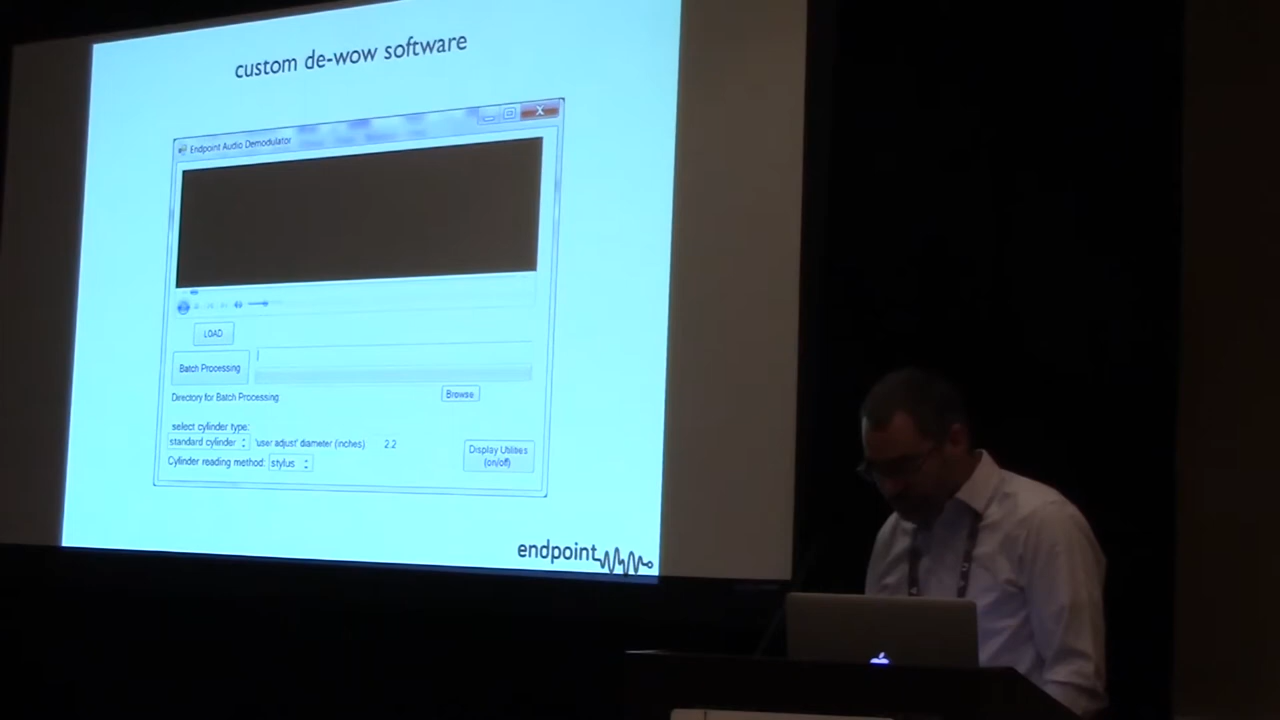 custom de-wow software
Endpoint Audio Demodulator
LOAD
Batch Processing
Directory for Batch Processing
Browse
select cylinder type:
standard cylinder 'user adjust' diameter (inches) 2.2
Cylinder reading method: stylus
Display Utilities
(on/off)
endpoint